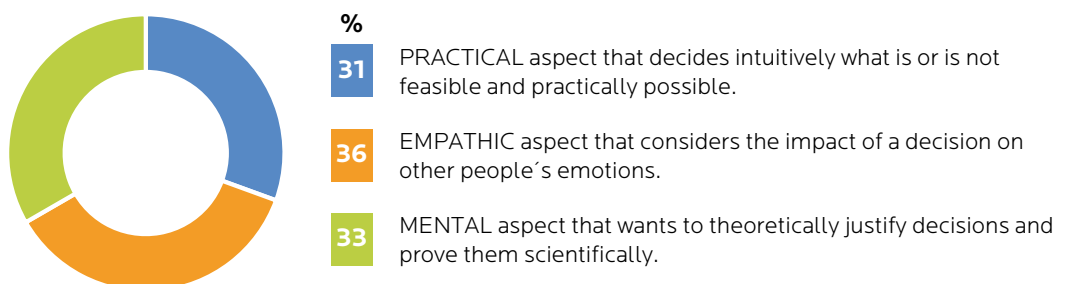 %
31 PRACTICAL aspect that decides intuitively what is or is not
feasible and practically possible.
36 EMPATHIC aspect that considers the impact of a decision on
other people´s emotions.
33 MENTAL aspect that wants to theoretically justify decisions and
prove them scientifically.